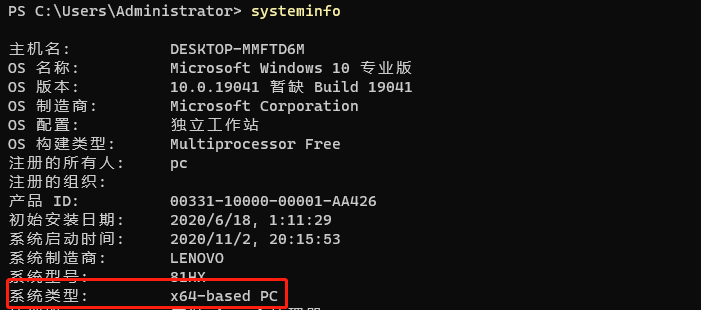 PS C:\Users\Administrator> systeminfo
主机名: DESKTOP-MMFTD6M
OS 名称: Microsoft Windows 10 专业版
OS 版本: 10.0.19041 暂缺 Build 19041
OS 制造商: Microsoft Corporation
OS 配置: 独立工作站
OS 构建类型: Multiprocessor Free
注册的所有人: pc
注册的组织:
产品 ID: 00331-10000-00001-AA426
初始安装日期: 2020/6/18, 1:11:29
系统启动时间: 2020/11/2, 20:15:53
系统制造商: LENOVO
系统型号: 81HX
系统类型: x64-based PC